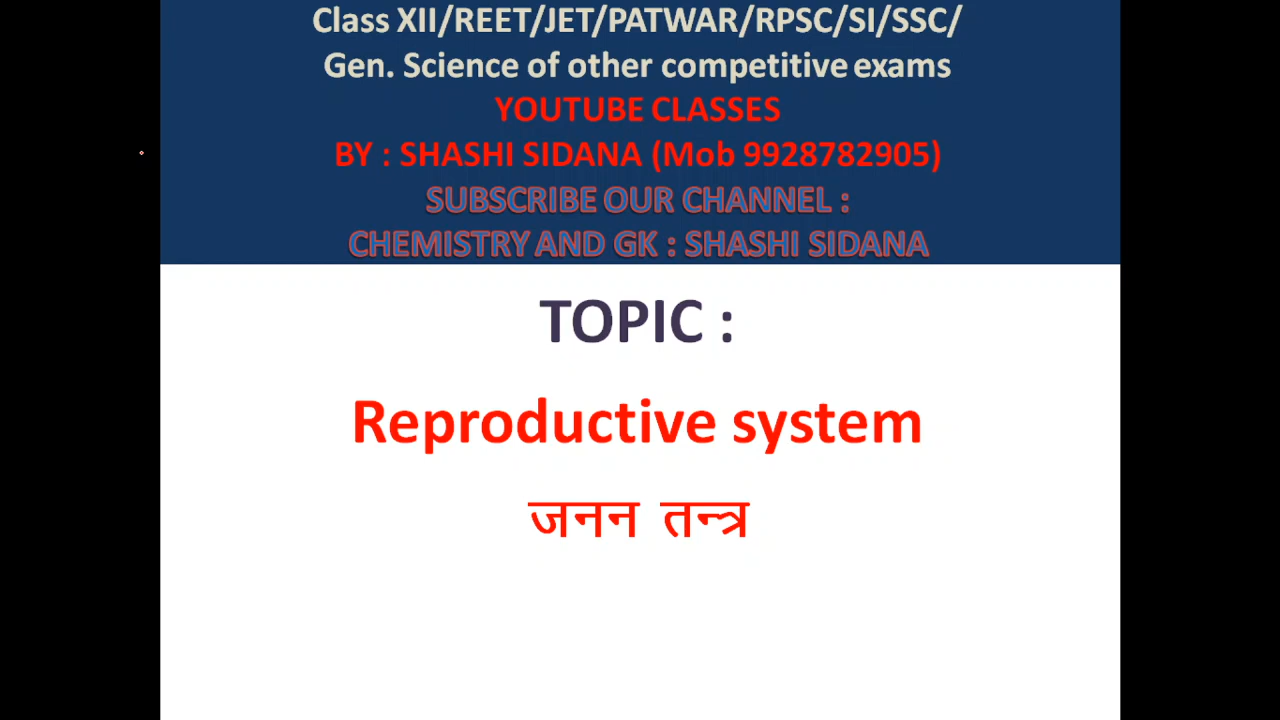 Class XII/REET/JET/PATWAR/RPSC/SI/SSC/
Gen. Science of other competitive exams
YOUTUBE CLASSES
BY : SHASHI SIDANA (Mob 9928782905)
SUBSCRIBE OUR CHANNEL :
CHEMISTRY AND GK : SHASHI SIDANA
TOPIC :
Reproductive system
जनन तन्त्र